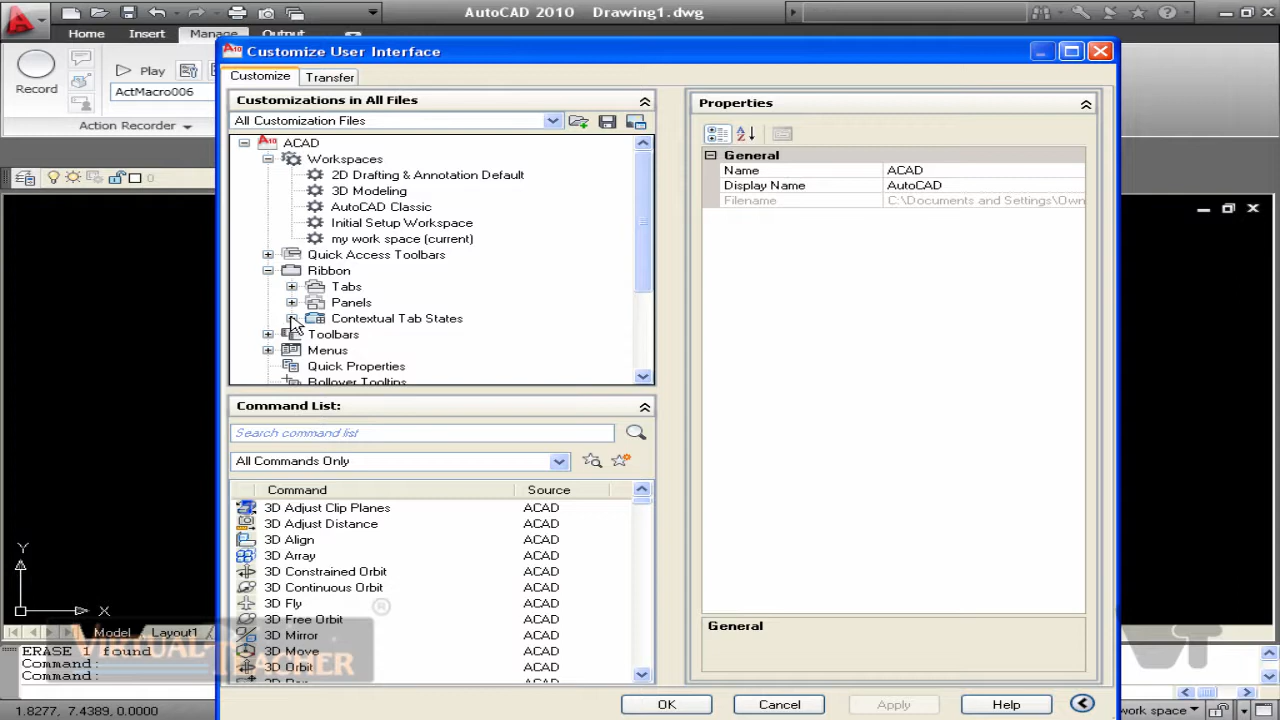 AutoCAD 2010 Drawing1.dwg
Home Insert Manage Output
Customize User Interface
Customize Transfer
Record
Play
ActMacro006
Action Recorder
0
Customizations in All Files
All Customization Files
ACAD
Workspaces
2D Drafting & Annotation Default
3D Modeling
AutoCAD Classic
Initial Setup Workspace
my work space (current)
Quick Access Toolbars
Ribbon
Tabs
Panels
Contextual Tab States
Toolbars
Menus
Quick Properties
Rollover Tooltips
Command List:
Search command list
All Commands Only
Command Source
3D Adjust Clip Planes ACAD
3D Adjust Distance ACAD
3D Align ACAD
3D Array ACAD
3D Constrained Orbit ACAD
3D Continuous Orbit ACAD
3D Fly ACAD
3D Free Orbit ACAD
3D Mirror ACAD
3D Move ACAD
3D Orbit ACAD
Properties
General
Name ACAD
Display Name AutoCAD
Filename C:\Documents and Settings\Own
General
OK Cancel Apply Help
Y
X
Model Layout1
ERASE 1 found
Command:
Command:
1.8277, 7.4389, 0.0000
work space
VIRTUAL
TEACHER
®
VT